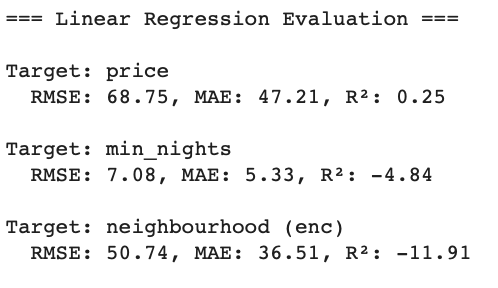 === Linear Regression Evaluation ===
Target: price
RMSE: 68.75, MAE: 47.21, R²: 0.25
Target: min_nights
RMSE: 7.08, MAE: 5.33, R²: -4.84
Target: neighbourhood (enc)
RMSE: 50.74, MAE: 36.51, R²: -11.91